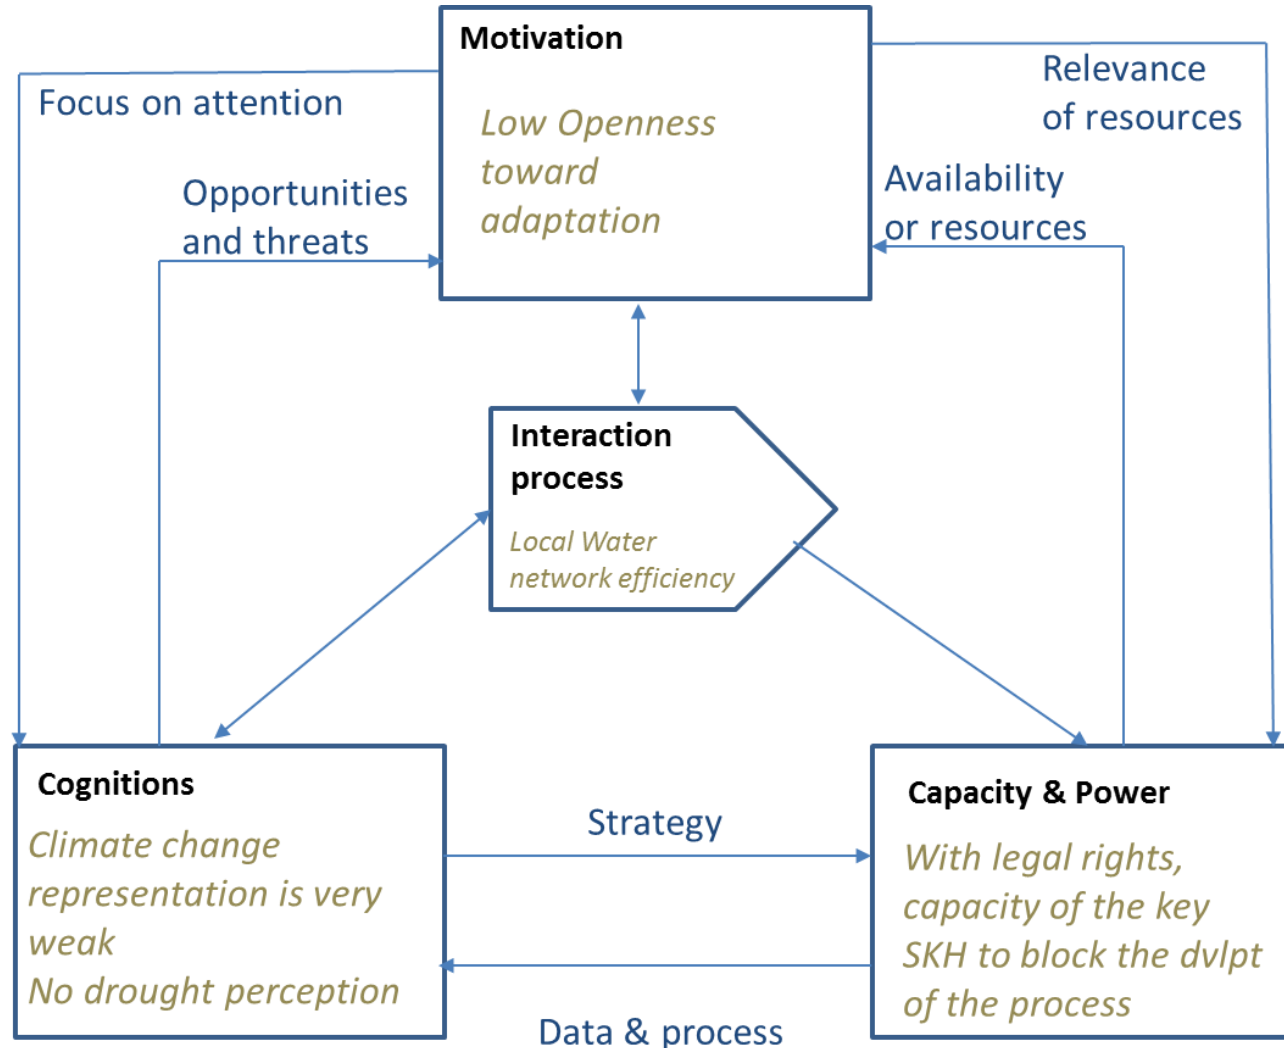 Motivation
Low Openness
toward
adaptation
Focus on attention
Relevance
of resources
Opportunities
and threats
Availability
or resources
Interaction
process
Local Water
network efficiency
Cognitions
Climate change
representation is very
weak
No drought perception
Strategy
Capacity & Power
With legal rights,
capacity of the key
SKH to block the dvlpt
of the process
Data & process